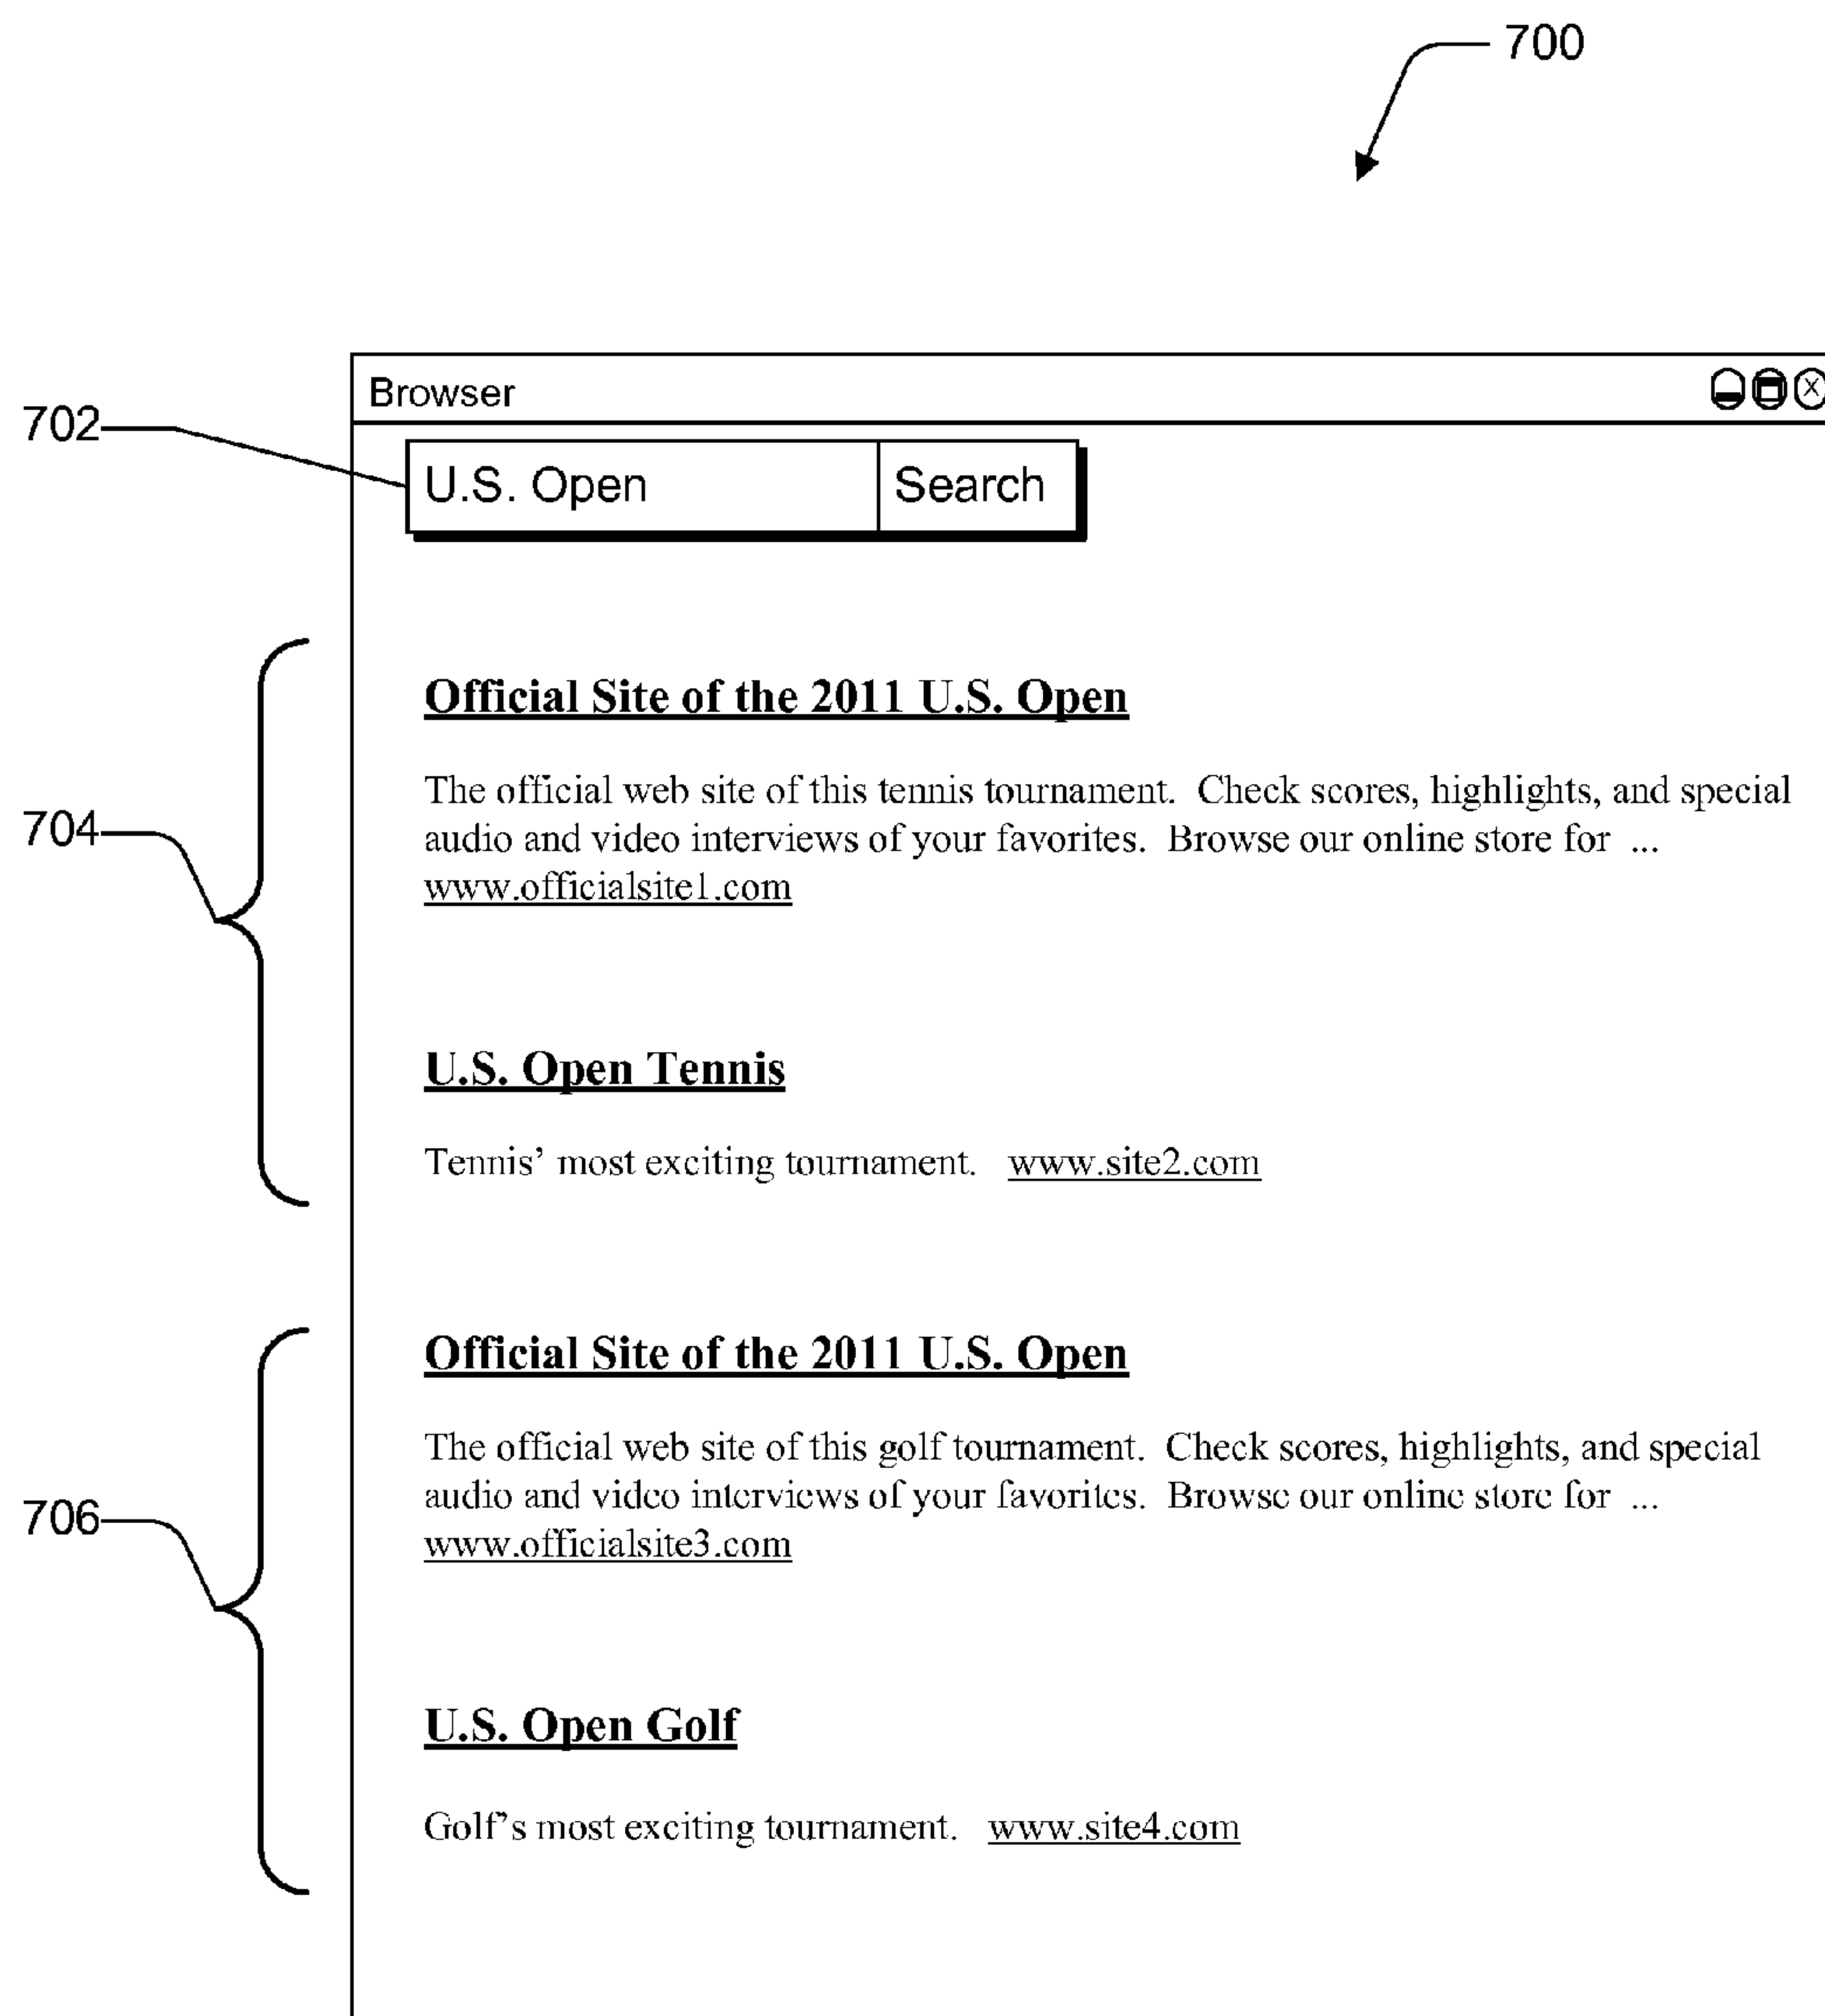 700
Browser
702
U.S. Open Search
Official Site of the 2011 U.S. Open
The official web site of this tennis tournament. Check scores, highlights, and special
704
audio and video interviews of your favorites. Browse our online store for ...
www.officialsite1.com
U.S. Open Tennis
Tennis’ most exciting tournament. www.site2.com
Official Site of the 2011 U.S. Open
The official web site of this golf tournament. Check scores, highlights, and special
audio and video interviews of your favorites. Browse our online store for ...
706
www.officialsite3.com
U.S. Open Golf
Golf’s most exciting tournament. www.site4.com